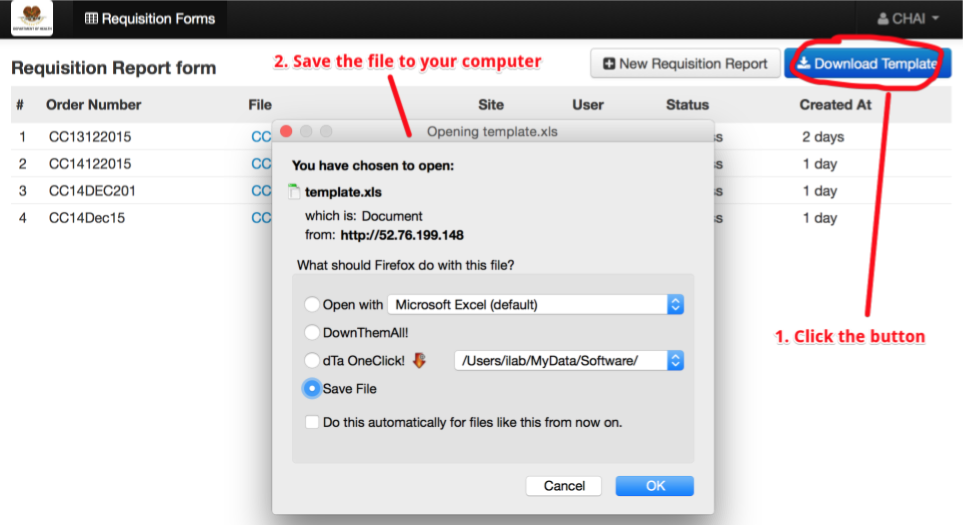 DEPARTMENT OF HEALTH
Requisition Forms
CHAI
Requisition Report form
2. Save the file to your computer
New Requisition Report
Download Template
# Order Number File Site User Status Created At
1 CC13122015 CC ss 2 days
2 CC14122015 CC ss 1 day
3 CC14DEC201 CC ss 1 day
4 CC14Dec15 CC ss 1 day
Opening template.xls
You have chosen to open:
template.xls
which is: Document
from: http://52.76.199.148
What should Firefox do with this file?
Open with Microsoft Excel (default)
DownThemAll!
dTa OneClick! /Users/ilab/MyData/Software/
Save File
Do this automatically for files like this from now on.
Cancel OK
1. Click the button